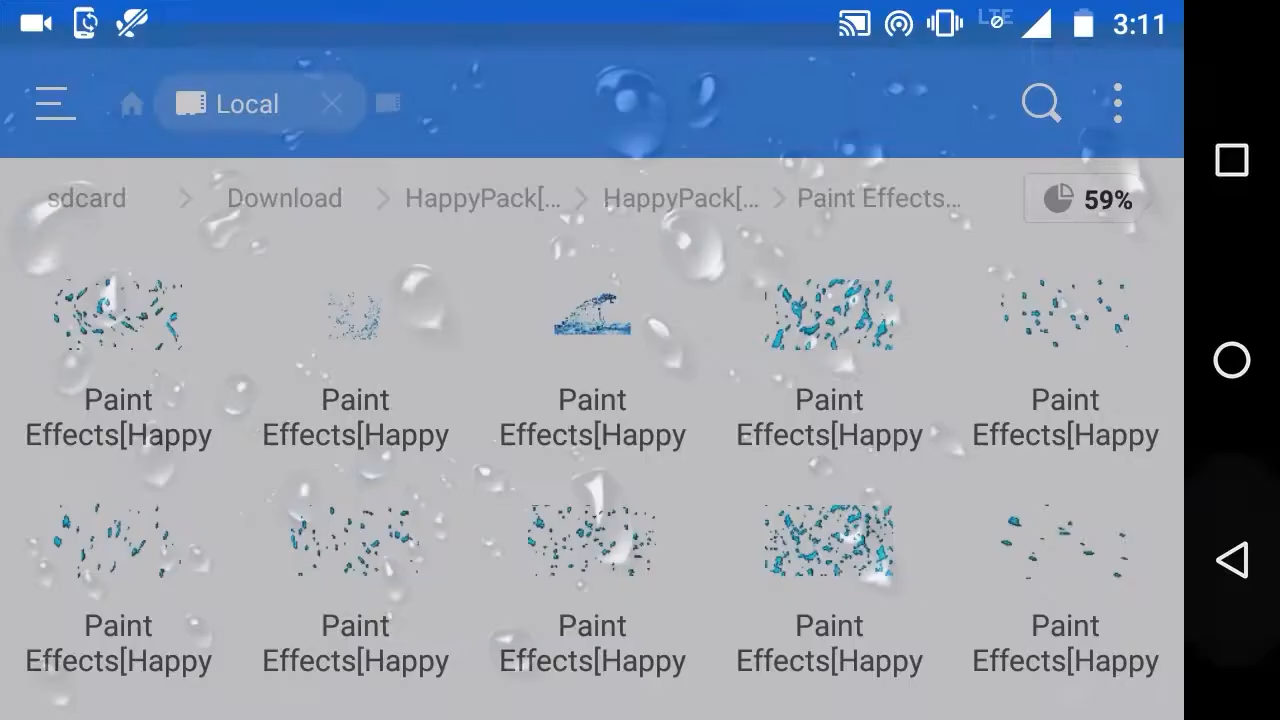 LTE 3:11
Local
sdcard Download HappyPack[... HappyPack[... Paint Effects... 59%
Paint Paint Paint Paint Paint
Effects[Happy Effects[Happy Effects[Happy Effects[Happy Effects[Happy
Paint Paint Paint Paint Paint
Effects[Happy Effects[Happy Effects[Happy Effects[Happy Effects[Happy